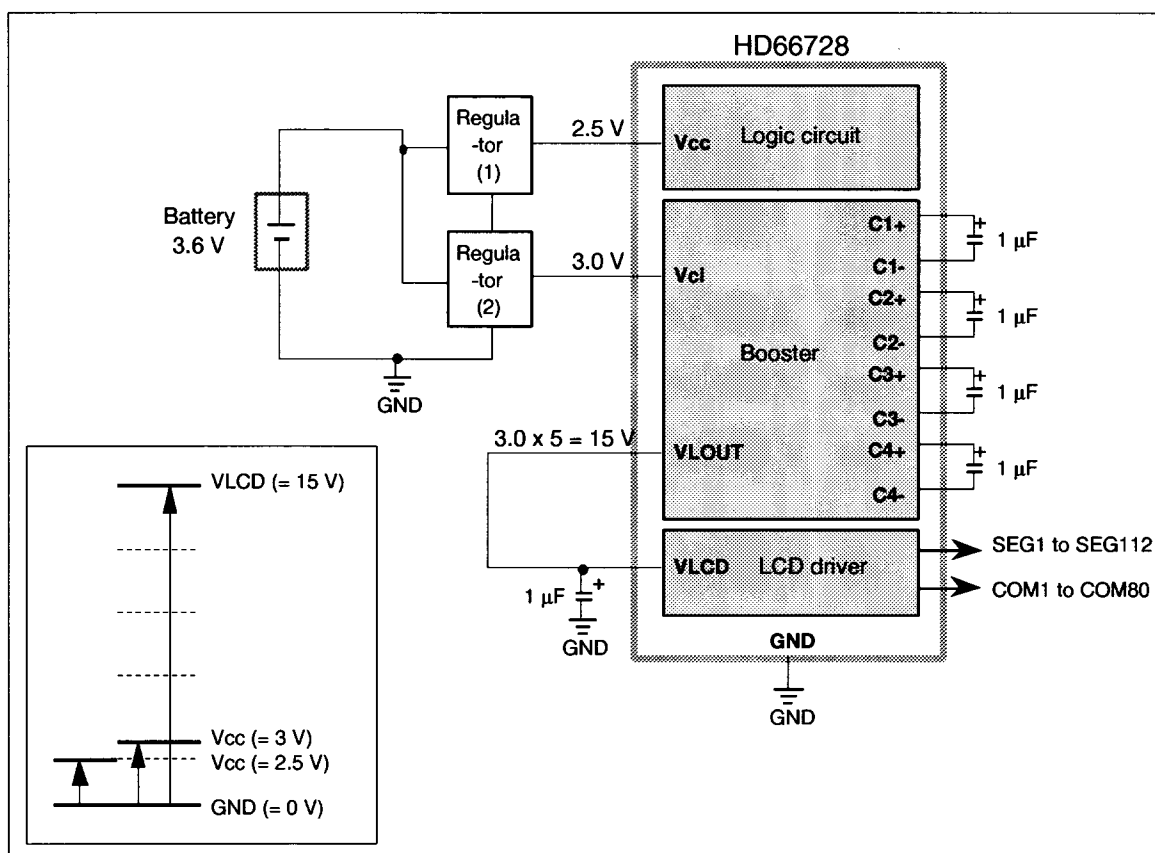 HD66728
Regula
-tor
(1)
2.5 V
Vcc
Logic circuit
Battery
3.6 V
Regula
-tor
(2)
3.0 V
Vci
Booster
C1+
C1-
C2+
C2-
C3+
C3-
C4+
C4-
+
1 µF
+
1 µF
+
1 µF
+
1 µF
GND
3.0 x 5 = 15 V
VLOUT
VLCD
LCD driver
SEG1 to SEG112
COM1 to COM80
1 µF
+
GND
GND
GND
VLCD (= 15 V)
Vcc (= 3 V)
Vcc (= 2.5 V)
GND (= 0 V)